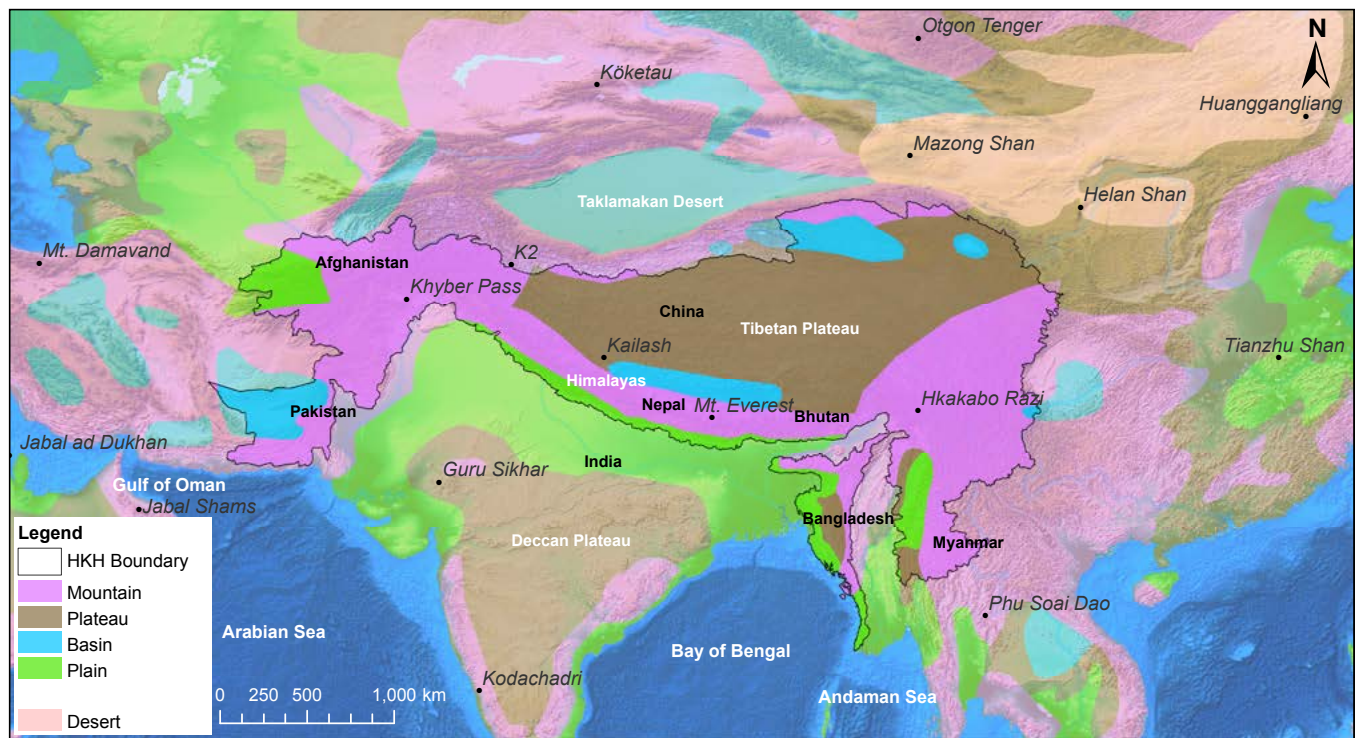 Otgon Tenger
N
Köketau
Huanggangliang
Mazong Shan
Taklamakan Desert
Helan Shan
Mt. Damavand
K2
Afghanistan
Khyber Pass
China
Tibetan Plateau
Kailash
Tianzhu Shan
Himalayas
Nepal
Mt. Everest
Bhutan
Hkakabo Razi
Pakistan
Jabal ad Dukhan
India
Guru Sikhar
Gulf of Oman
Jabal Shams
Bangladesh
Deccan Plateau
Myanmar
Legend
HKH Boundary
Mountain
Plateau
Basin
Plain
Desert
Phu Soai Dao
Arabian Sea
Bay of Bengal
Kodachadri
Andaman Sea
0 250 500 1,000 km